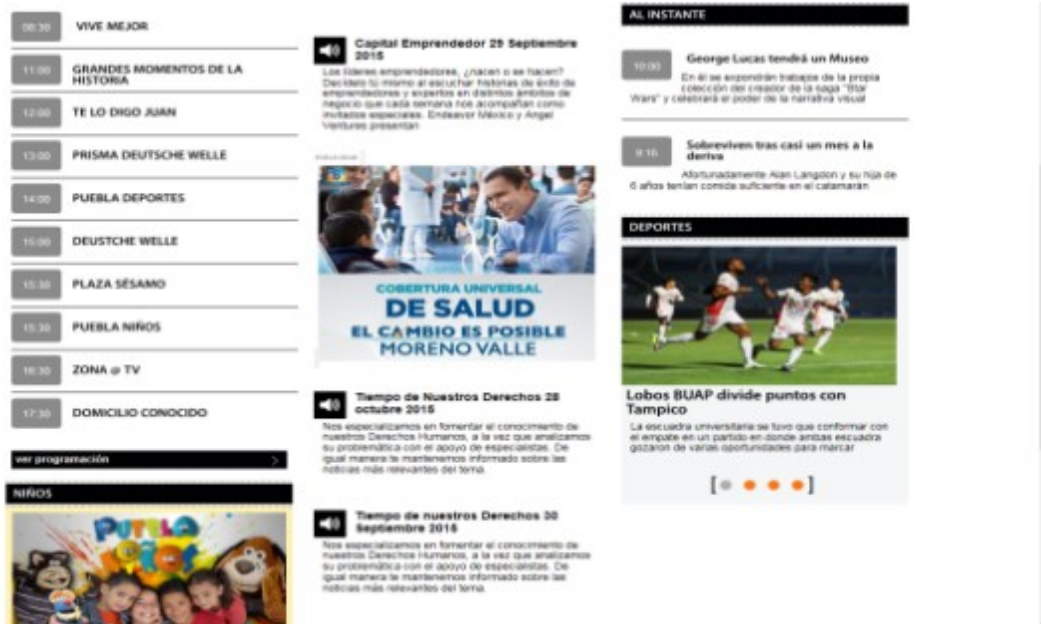 08:30 VIVE MEJOR
11:00 GRANDES MOMENTOS DE LA
HISTORIA
12:00 TE LO DIGO JUAN
13:00 PRISMA DEUTSCHE WELLE
14:00 PUEBLA DEPORTES
15:00 DEUSTCHE WELLE
15:30 PLAZA SÉSAMO
15:30 PUEBLA NIÑOS
16:30 ZONA @ TV
17:30 DOMICILIO CONOCIDO
ver programación >
NIÑOS
PUEBLA
NIÑOS
Capital Emprendedor 29 Septiembre
2015
Los líderes emprendedores, ¿nacen o se hacen?
Decídelo tú mismo al escuchar historias de éxito de
emprendedores y expertos en distintos ámbitos de
negocio que cada semana nos acompañan como
invitados especiales. Endeavor México y Angel
Ventures presentan
COBERTURA UNIVERSAL
DE SALUD
EL CAMBIO ES POSIBLE
MORENO VALLE
Tiempo de Nuestros Derechos 28
octubre 2015
Nos especializamos en fomentar el conocimiento de
nuestros Derechos Humanos, a la vez que analizamos
su problemática con el apoyo de especialistas. De
igual manera te mantenemos informado sobre las
noticias más relevantes del tema.
Tiempo de nuestros Derechos 30
Septiembre 2015
Nos especializamos en fomentar el conocimiento de
nuestros Derechos Humanos, a la vez que analizamos
su problemática con el apoyo de especialistas. De
igual manera te mantenemos informado sobre las
noticias más relevantes del tema.
AL INSTANTE
10:00 George Lucas tendrá un Museo
En él se expondrán trabajos de la propia
colección del creador de la saga "Star
Wars" y celebrará el poder de la narrativa visual
9:16 Sobreviven tras casi un mes a la
deriva
Afortunadamente Alan Langdon y su hija de
6 años tenían comida suficiente en el catamarán
DEPORTES
Lobos BUAP divide puntos con
Tampico
La escuadra universitaria se tuvo que conformar con
el empate en un partido en donde ambas escuadra
gozaron de varias oportunidades para marcar